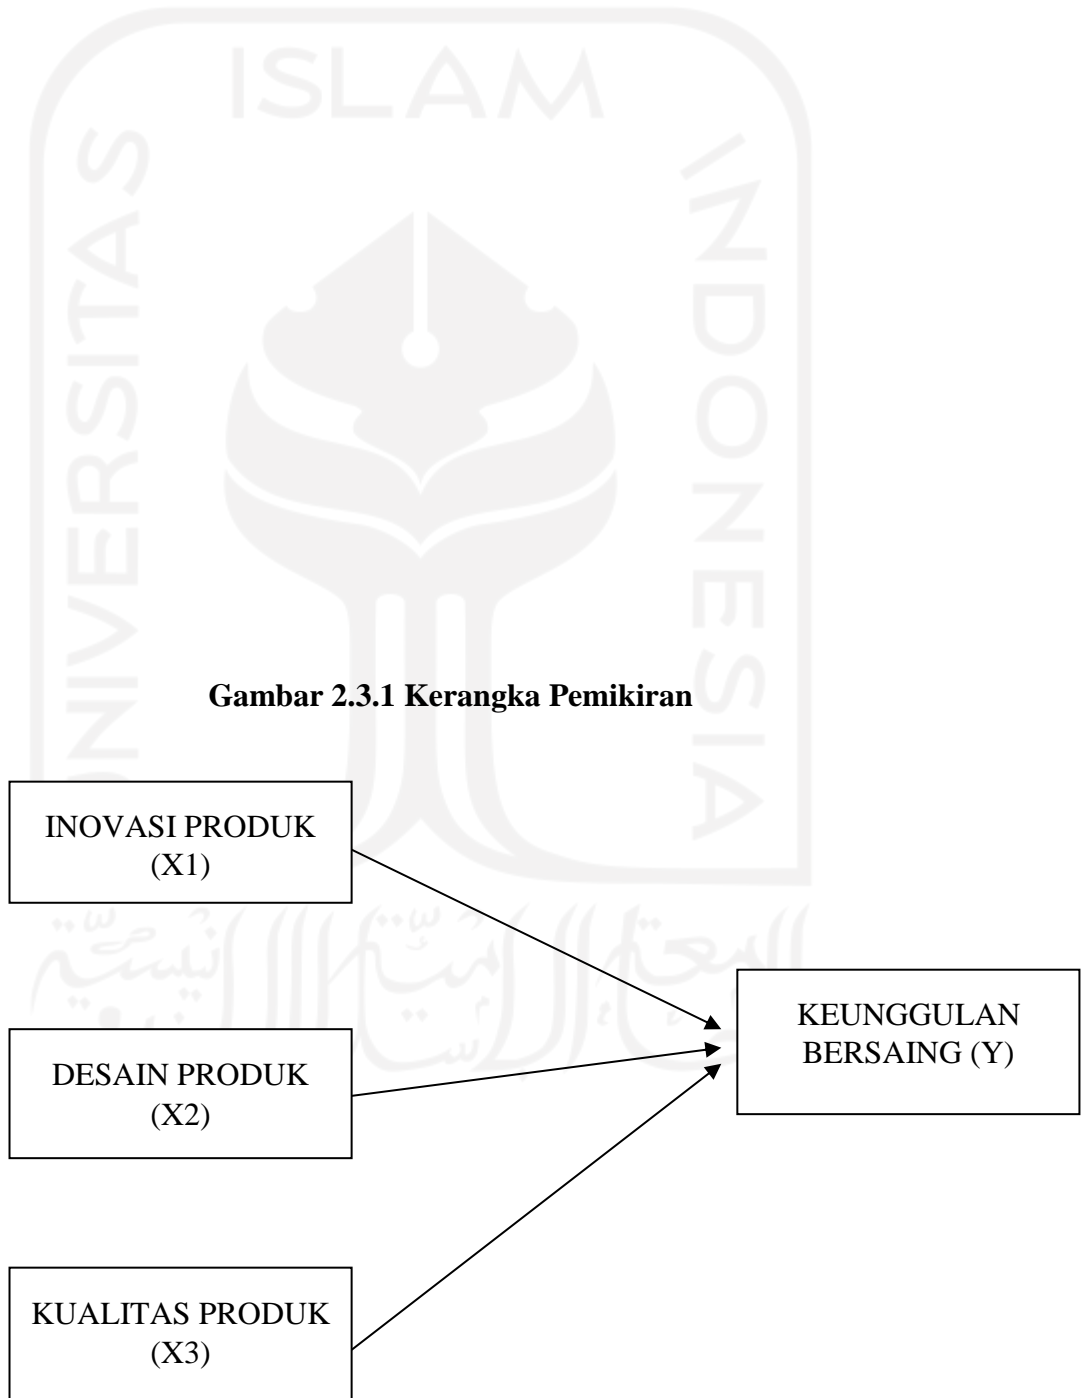 UNIVERSITAS
ISLAM
INDONESIA
Gambar 2.3.1 Kerangka Pemikiran
INOVASI PRODUK
(X1)
DESAIN PRODUK
(X2)
KUALITAS PRODUK
(X3)
KEUNGGULAN
BERSAING (Y)